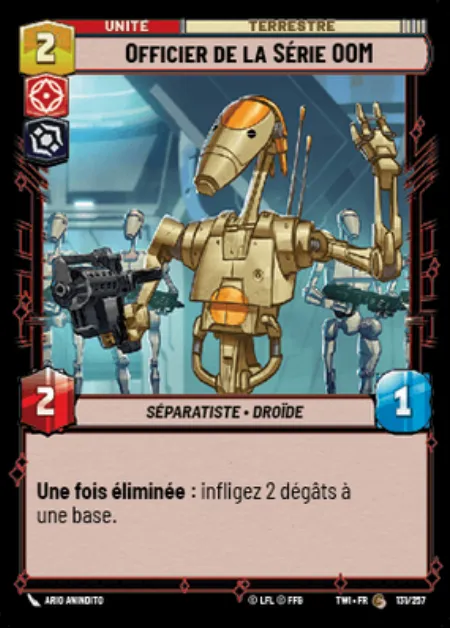 UNITÉ
TERRESTRE
2
OFFICIER DE LA SÉRIE OOM
2
SÉPARATISTE • DROÏDE
1
Une fois éliminée : infligez 2 dégâts à
une base.
ARIO ANINDITO
© LFL © FFG
TWI • FR
C
131/257